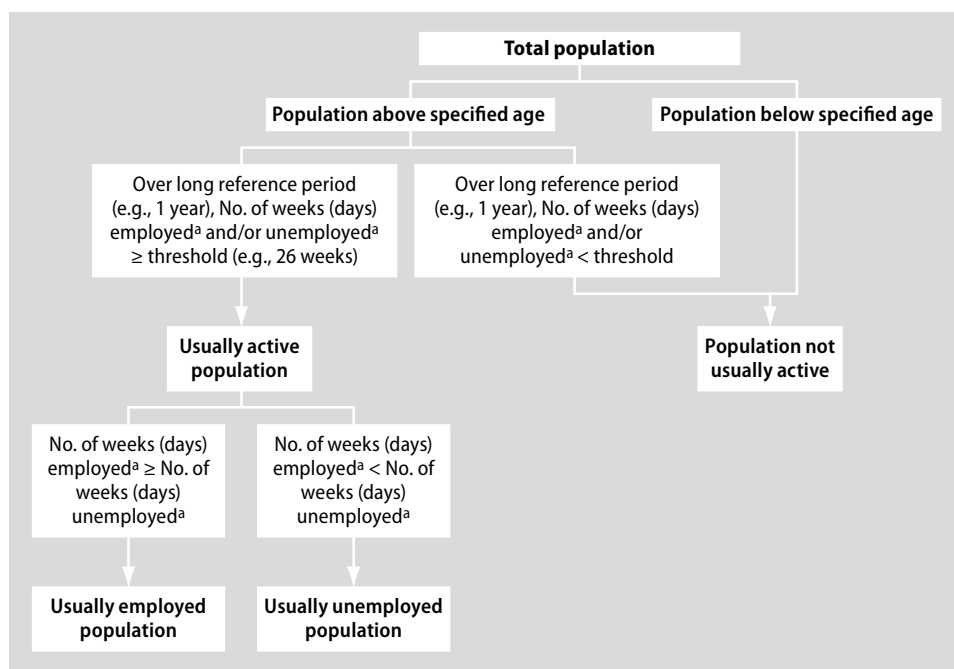 Total population
Population above specified age
Population below specified age
Over long reference period
(e.g., 1 year), No. of weeks (days)
employedᵃ and/or unemployedᵃ
≥ threshold (e.g., 26 weeks)
Over long reference period
(e.g., 1 year), No. of weeks (days)
employedᵃ and/or
unemployedᵃ < threshold
Usually active
population
Population not
usually active
No. of weeks (days)
employedᵃ ≥ No. of
weeks (days)
unemployedᵃ
No. of weeks (days)
employedᵃ < No. of
weeks (days)
unemployedᵃ
Usually employed
population
Usually unemployed
population